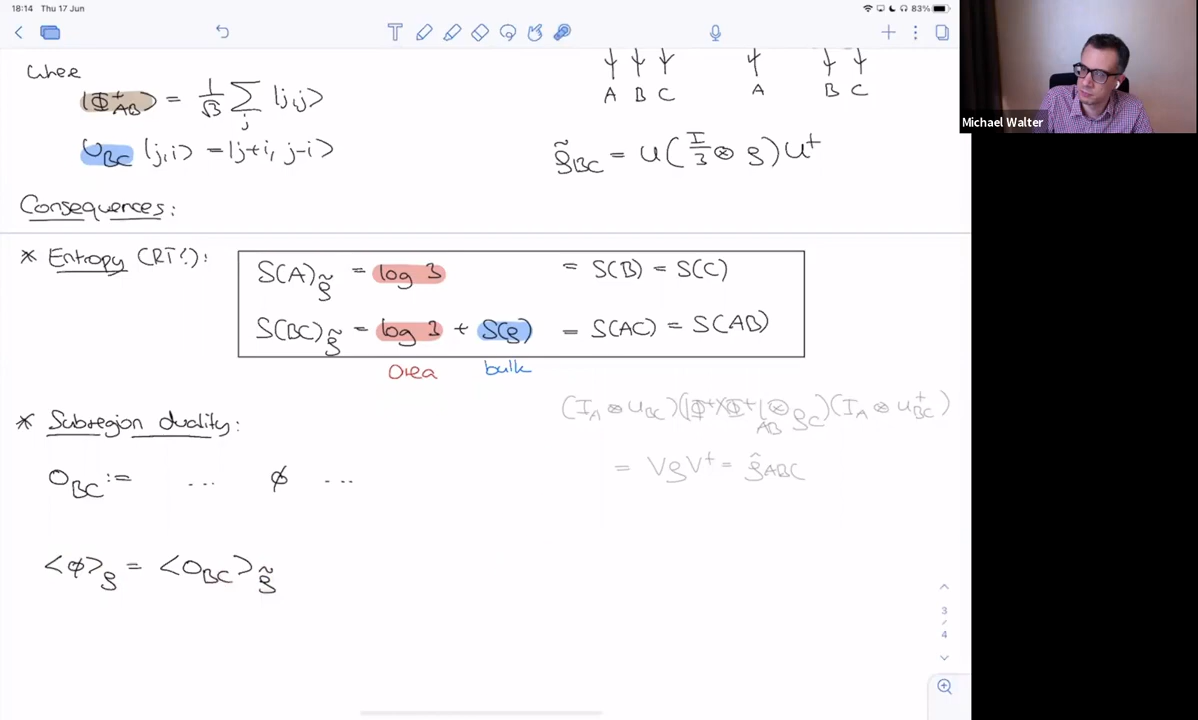 18:14 Thu 17 Jun
83%
T
Where
|Φ⁺_AB⟩ = 1/√3 ∑_j |j,j⟩
U_BC |j,i⟩ = |j+i, j-i⟩
A B C A B C
ρ̃_BC = U(I/3 ⊗ ρ)U†
Michael Walter
Consequences:
* Entropy (RT!):
S(A)_ρ̃ = log 3 = S(B) = S(C)
S(BC)_ρ̃ = log 3 + S(ρ) = S(AC) = S(AB)
area bulk
* Subregion duality:
(I_A ⊗ U_BC)(|Φ⁺⟩⟨Φ⁺|_AB ⊗ ρ_C)(I_A ⊗ U†_BC)
= VρV† = ρ̂_ABC
O_BC := ... ϕ ...
<ϕ>_ρ = <O_BC>_ρ̃
3
/
4